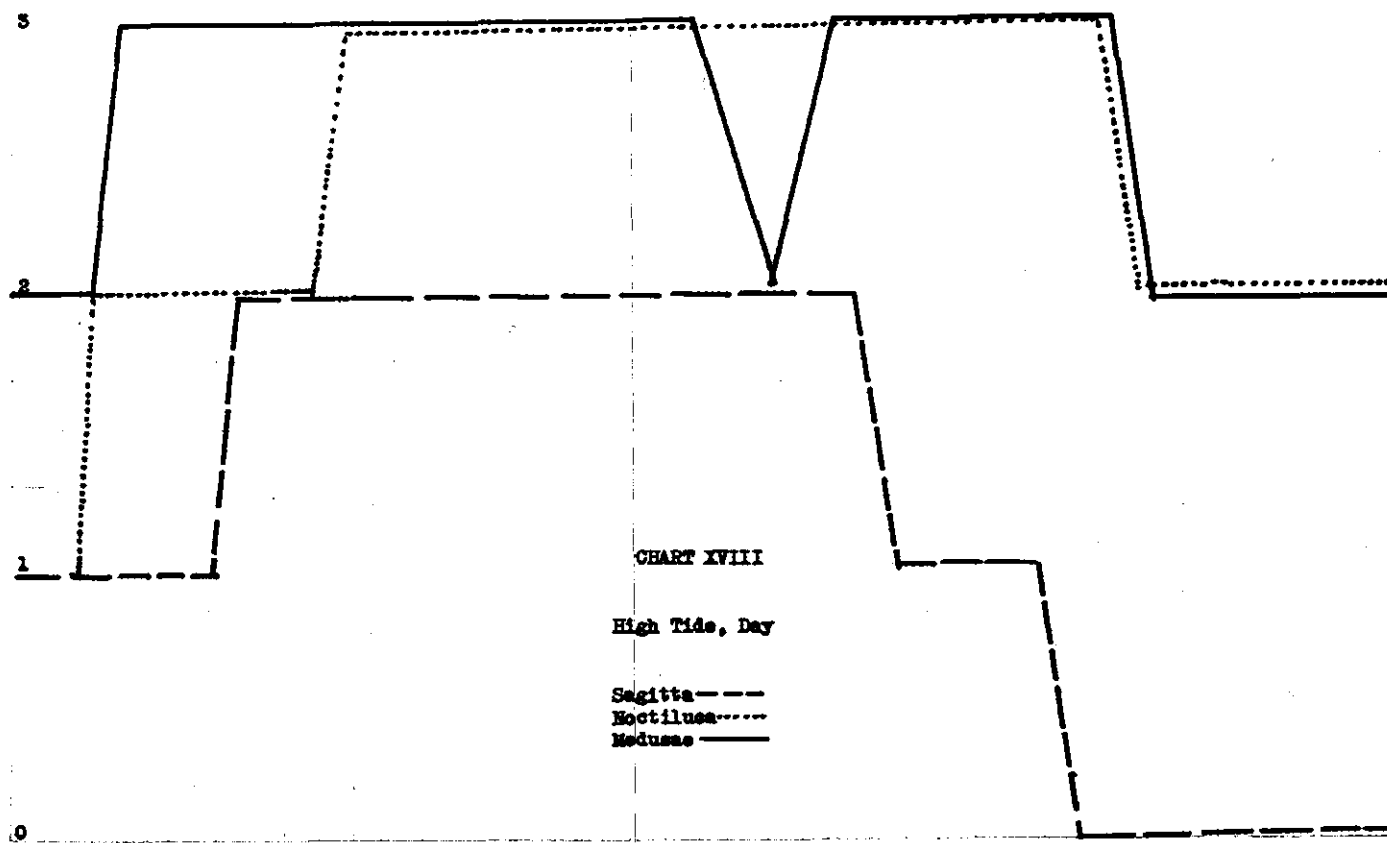 3
2
1
CHART XVIII
High Tide, Day
Sagitta
Noctiluca
Medusae
0